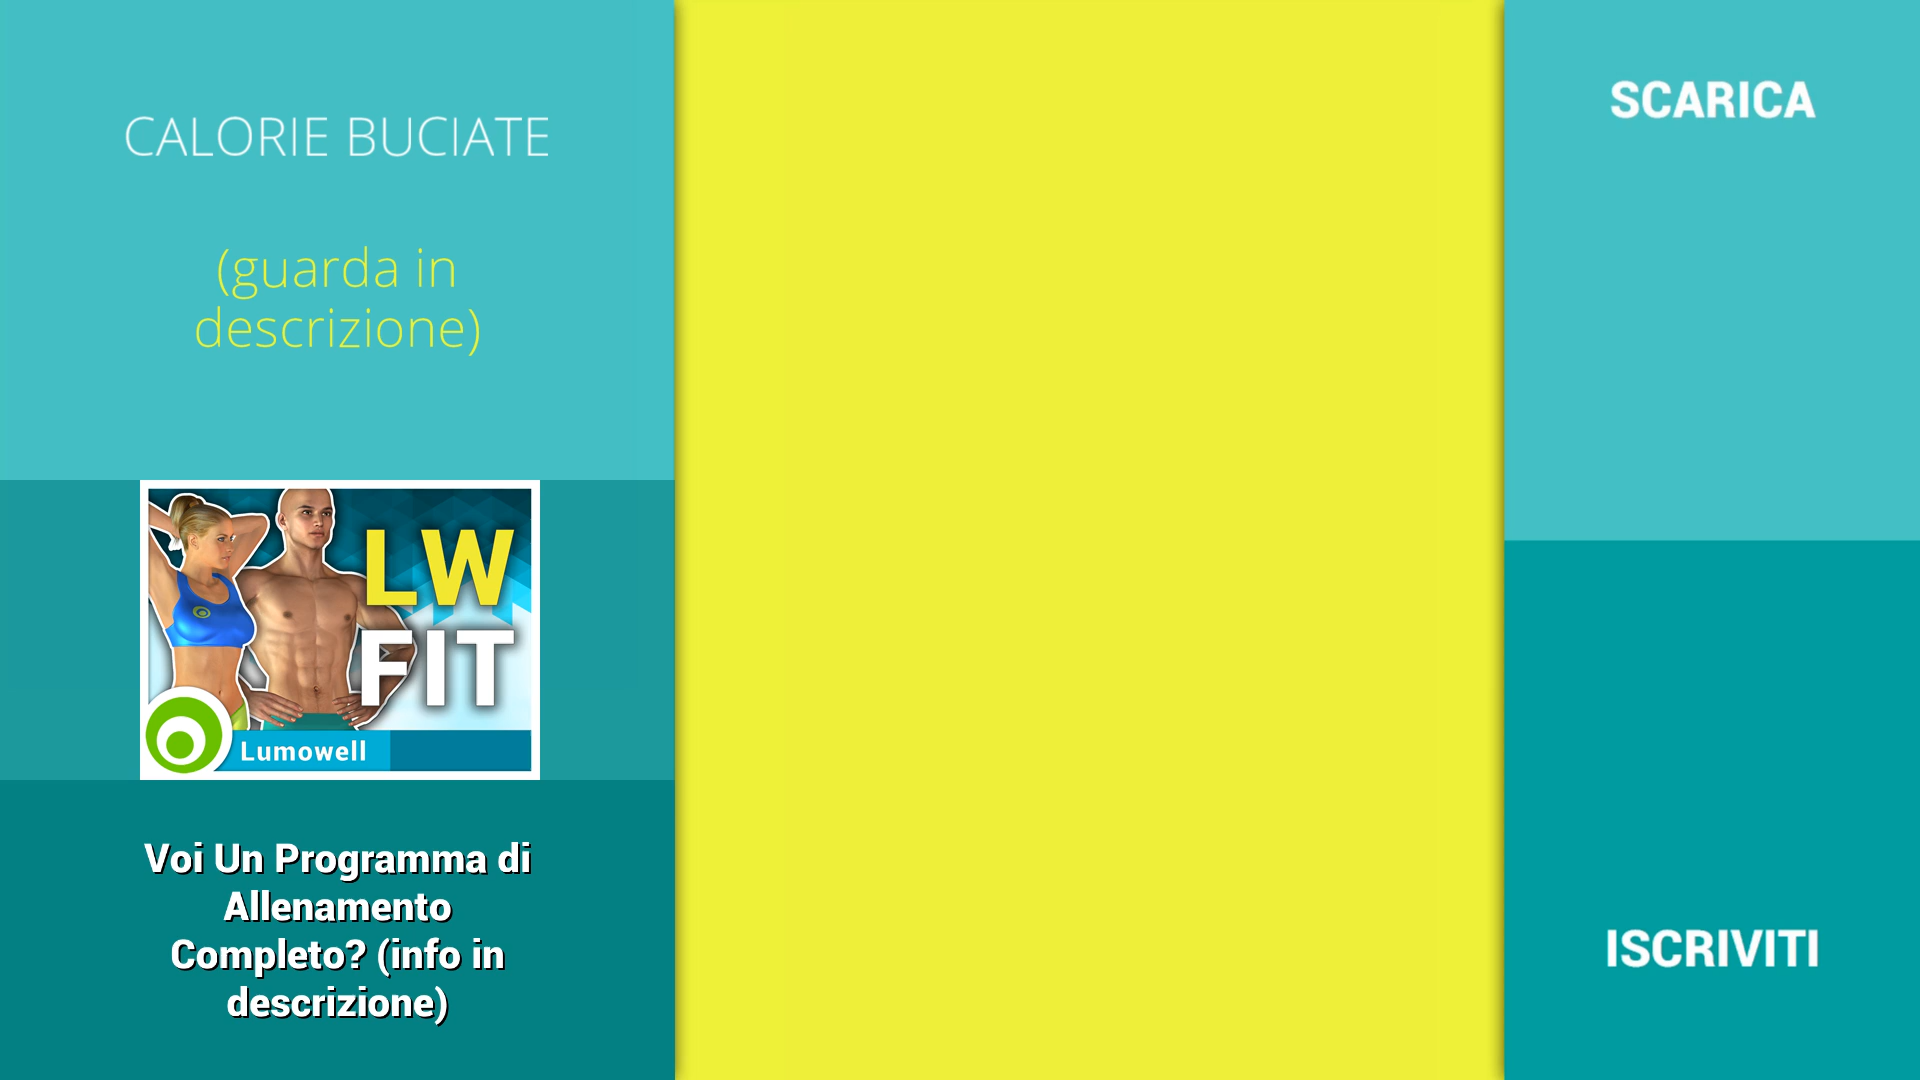 CALORIE BUCIATE
(guarda in
descrizione)
LW
FIT
Lumowell
Voi Un Programma di
Allenamento
Completo? (info in
descrizione)
SCARICA
ISCRIVITI